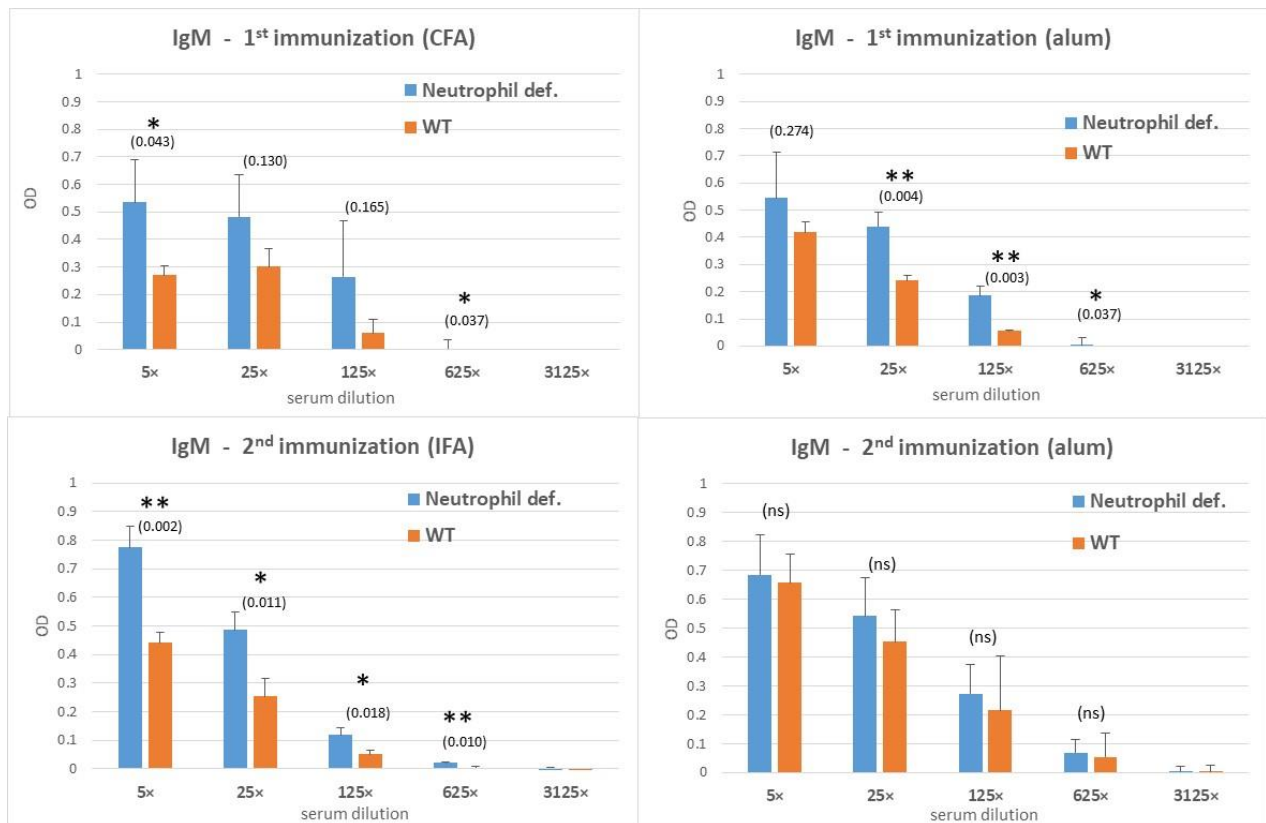 IgM - 1st immunization (CFA)
1
0.9
0.8
0.7
0.6
0.5
0.4
0.3
0.2
0.1
0
OD
Neutrophil def.
WT
*
(0.043)
(0.130)
(0.165)
*
(0.037)
5× 25× 125× 625× 3125×
serum dilution
IgM - 1st immunization (alum)
1
0.9
0.8
0.7
0.6
0.5
0.4
0.3
0.2
0.1
0
OD
Neutrophil def.
WT
(0.274)
**
(0.004)
**
(0.003)
*
(0.037)
5× 25× 125× 625× 3125×
serum dilution
IgM - 2nd immunization (IFA)
1
0.9
0.8
0.7
0.6
0.5
0.4
0.3
0.2
0.1
0
OD
Neutrophil def.
WT
**
(0.002)
*
(0.011)
*
(0.018)
**
(0.010)
5× 25× 125× 625× 3125×
serum dilution
IgM - 2nd immunization (alum)
1
0.9
0.8
0.7
0.6
0.5
0.4
0.3
0.2
0.1
0
OD
Neutrophil def.
WT
(ns)
(ns)
(ns)
(ns)
5× 25× 125× 625× 3125×
serum dilution